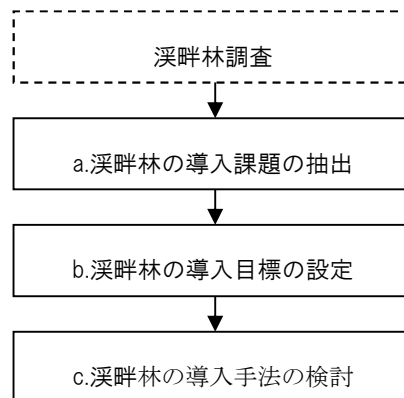 渓畔林調査
a.渓畔林の導入課題の抽出
b.渓畔林の導入目標の設定
c.渓畔林の導入手法の検討